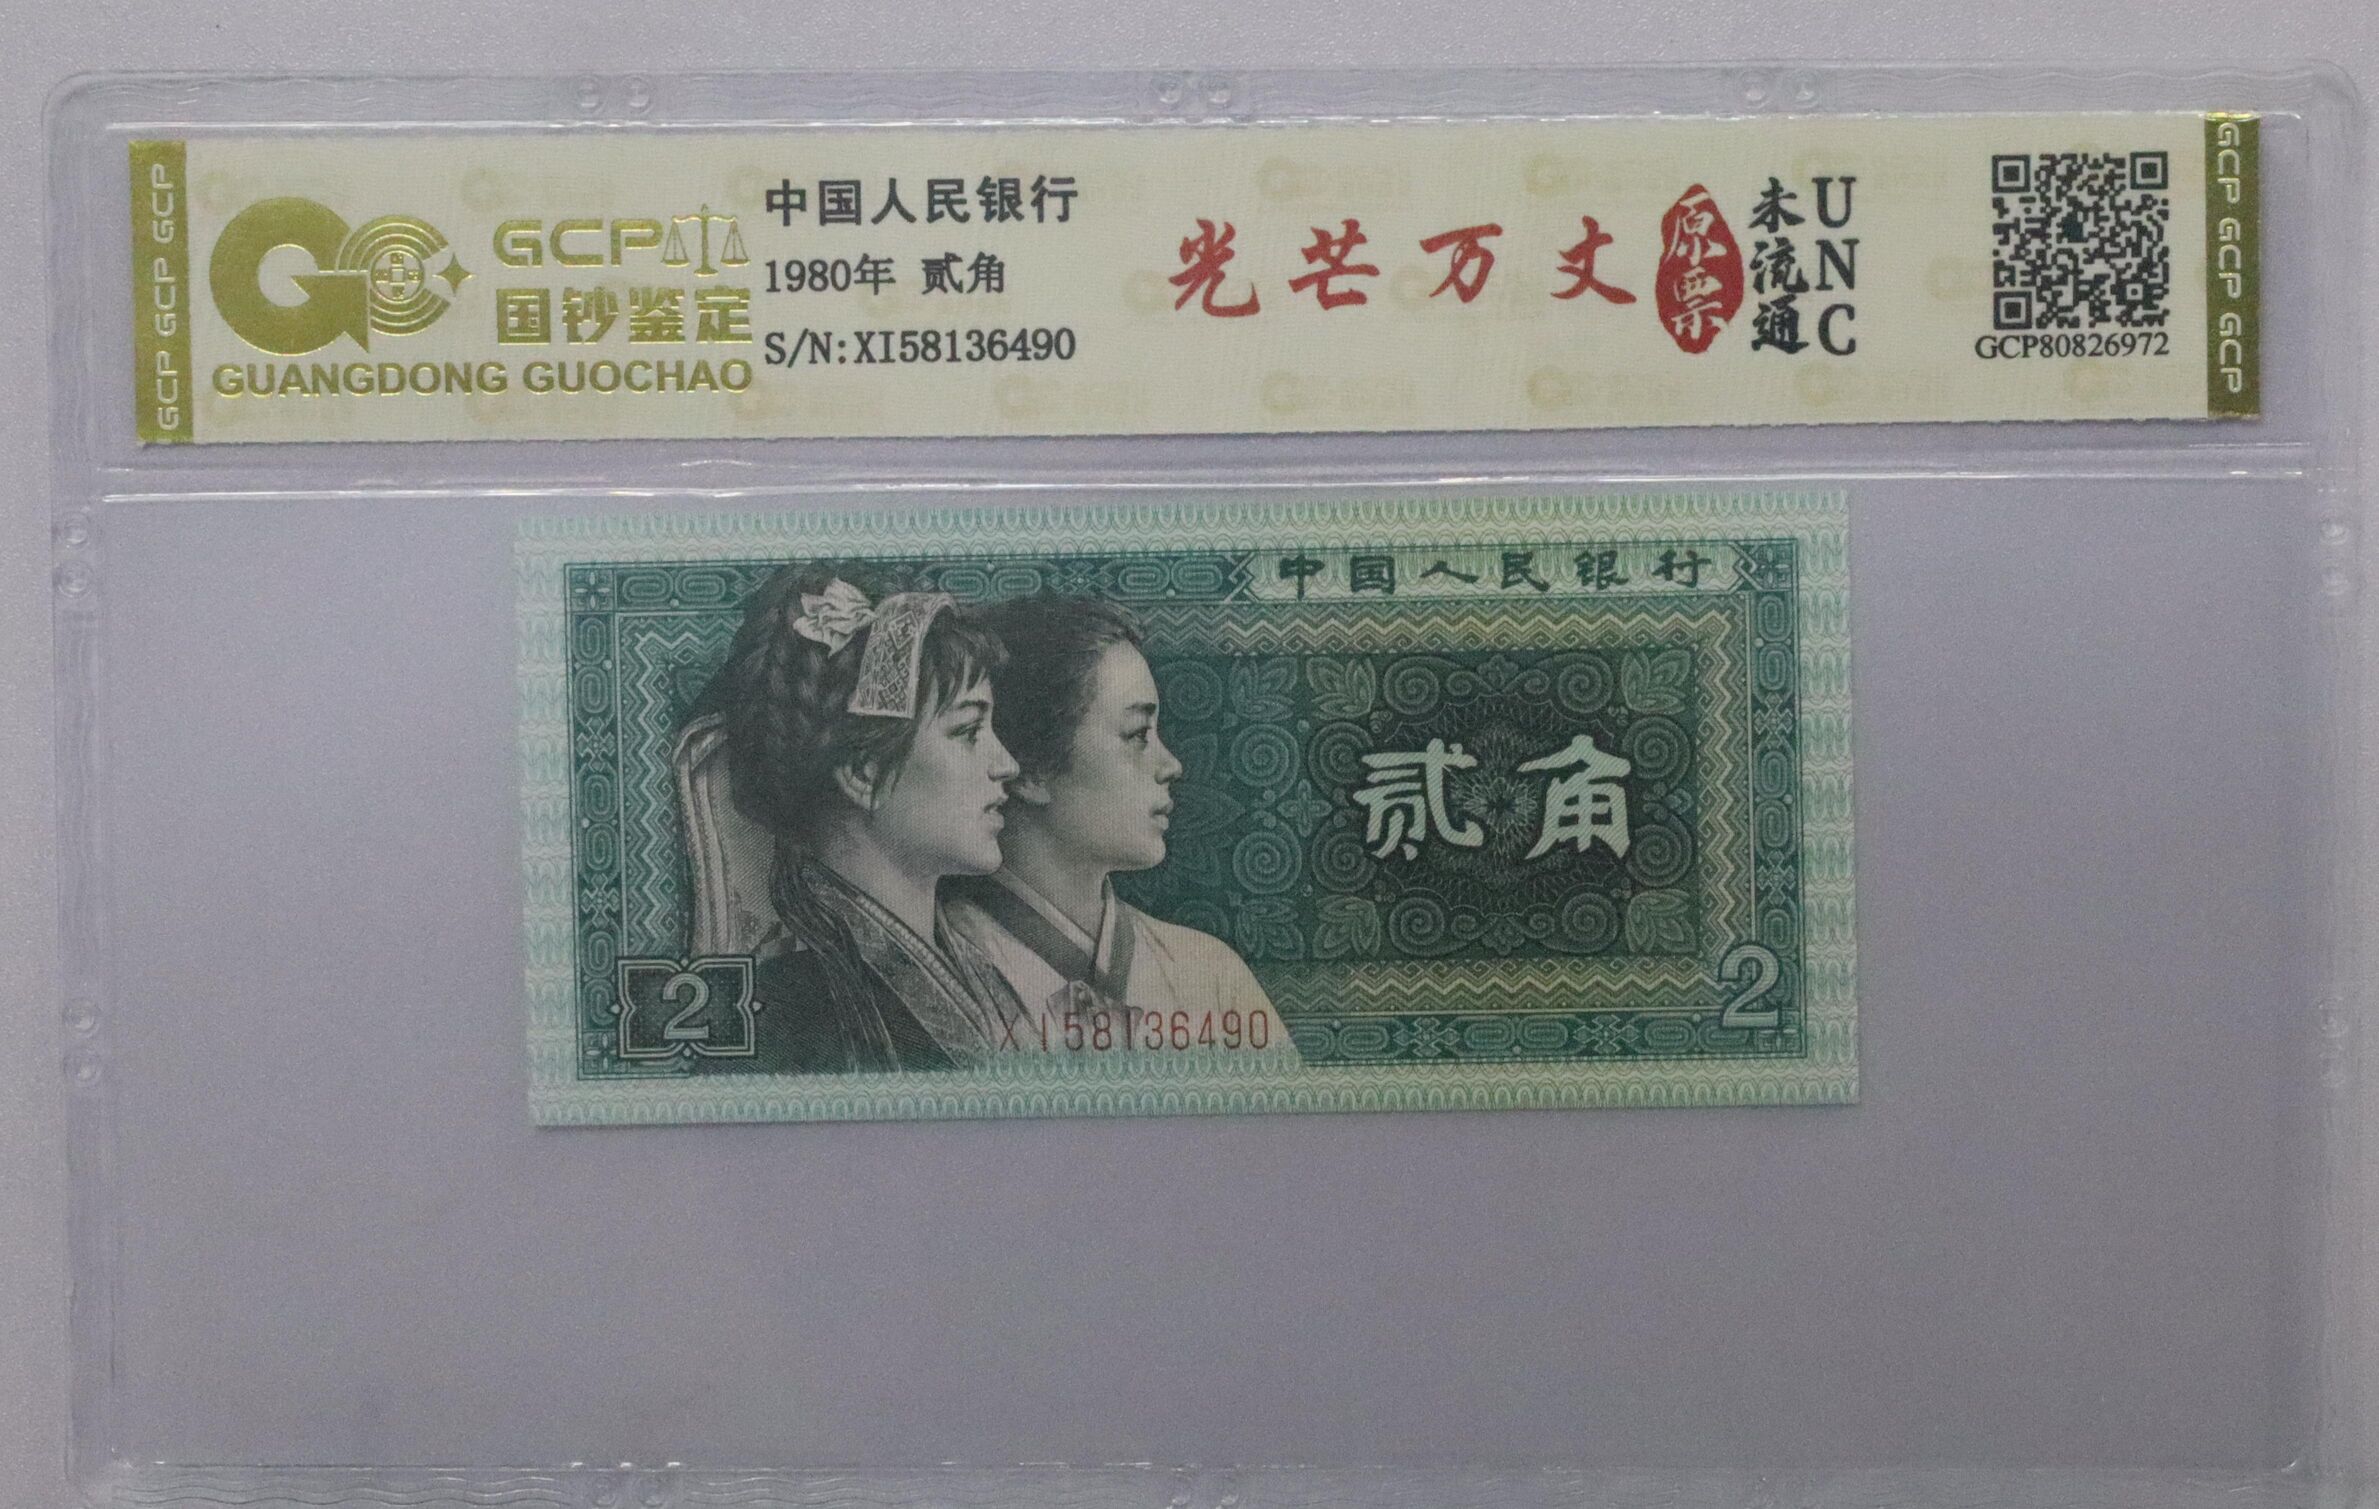 GCP GCP GCP
GCP
国钞鉴定
GUANGDONG GUOCHAO
中国人民银行
1980年 贰角
S/N:XI58136490
光芒万丈
原票
未流通
UNC
GCP80826972
GCP GCP GCP
中国人民银行
贰角
2
2
XI58136490